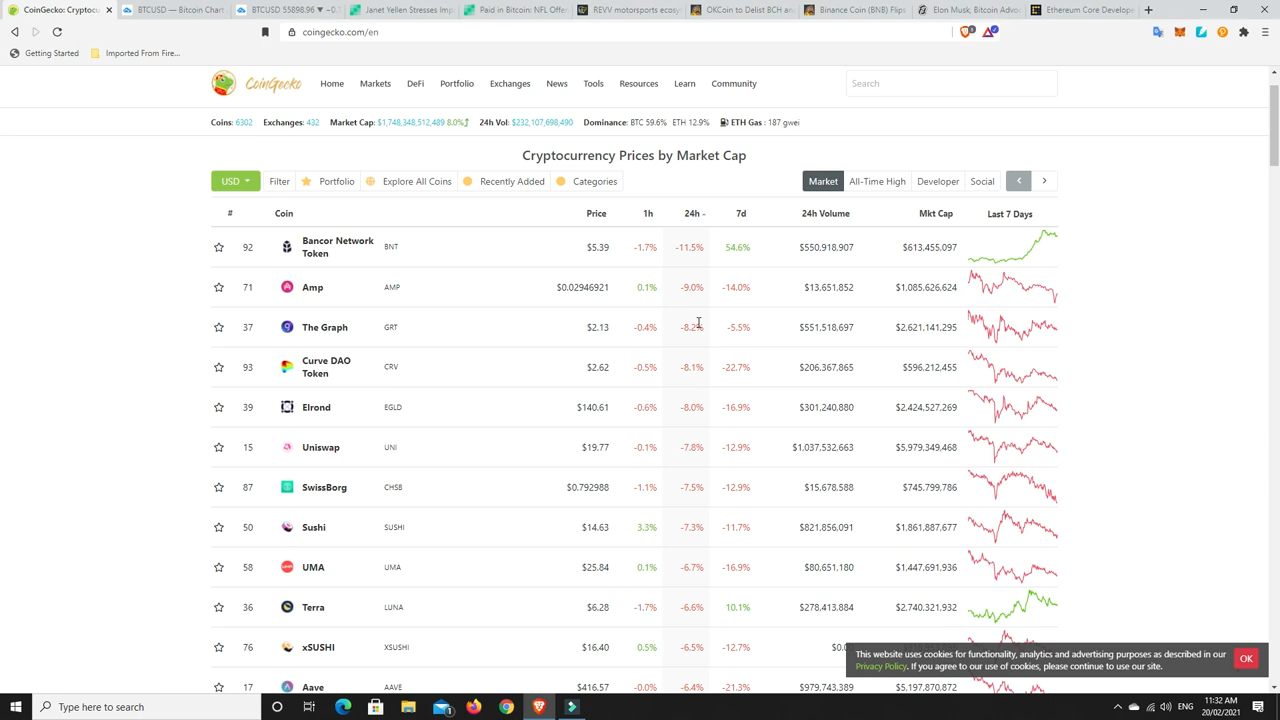 CoinGecko: Cryptocu
BTCUSD — Bitcoin Chart
BTCUSD 55898.96 ▼ −0.
Janet Yellen Stresses Imp
Paid in Bitcoin: NFL Offe
REVV motorsports ecosy
OKCoin to Delist BCH an
Binance Coin (BNB) Flips
Elon Musk, Bitcoin Advoc
Ethereum Core Develope
coingecko.com/en
Getting Started
Imported From Fire...
CoinGecko
Home Markets DeFi Portfolio Exchanges News Tools Resources Learn Community
Search
Coins: 6302 Exchanges: 432 Market Cap: $1,748,348,512,489 8.0% 24h Vol: $232,107,698,490 Dominance: BTC 59.6% ETH 12.9% ETH Gas : 187 gwei
Cryptocurrency Prices by Market Cap
USD Filter Portfolio Explore All Coins Recently Added Categories Market All-Time High Developer Social
# Coin Price 1h 24h 7d 24h Volume Mkt Cap Last 7 Days
92 Bancor Network Token BNT $5.39 -1.7% -11.5% 54.6% $550,918,907 $613,455,097
71 Amp AMP $0.02946921 0.1% -9.0% -14.0% $13,651,852 $1,085,626,624
37 The Graph GRT $2.13 -0.4% -8.2% -5.5% $551,518,697 $2,621,141,295
93 Curve DAO Token CRV $2.62 -0.5% -8.1% -22.7% $206,367,865 $596,212,455
39 Elrond EGLD $140.61 -0.6% -8.0% -16.9% $301,240,880 $2,424,527,269
15 Uniswap UNI $19.77 -0.1% -7.8% -12.9% $1,037,532,663 $5,979,349,468
87 SwissBorg CHSB $0.792988 -1.1% -7.5% -12.9% $15,678,588 $745,799,786
50 Sushi SUSHI $14.63 3.3% -7.3% -11.7% $821,856,091 $1,861,887,677
58 UMA UMA $25.84 0.1% -6.7% -16.9% $80,651,180 $1,447,691,936
36 Terra LUNA $6.28 -1.7% -6.6% 10.1% $278,413,884 $2,740,321,932
76 xSUSHI XSUSHI $16.40 0.5% -6.5% -12.7% $0.0
17 Aave AAVE $416.57 -0.0% -6.4% -21.3% $979,743,389 $5,197,870,872
This website uses cookies for functionality, analytics and advertising purposes as described in our
Privacy Policy. If you agree to our use of cookies, please continue to use our site.
OK
Type here to search
ENG
11:32 AM
20/02/2021